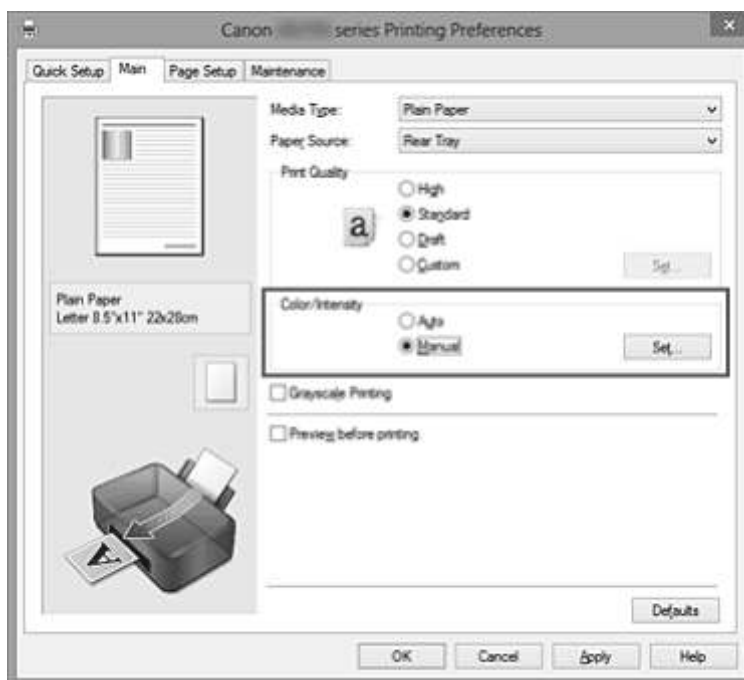 Canon series Printing Preferences
Quick Setup Main Page Setup Maintenance
Media Type: Plain Paper
Paper Source: Rear Tray
Print Quality
High
Standard
Draft
Custom
Set...
a
Plain Paper
Letter 8.5"x11" 22x28cm
Color/Intensity
Auto
Manual
Set...
Grayscale Printing
Preview before printing
A
Defaults
OK Cancel Apply Help